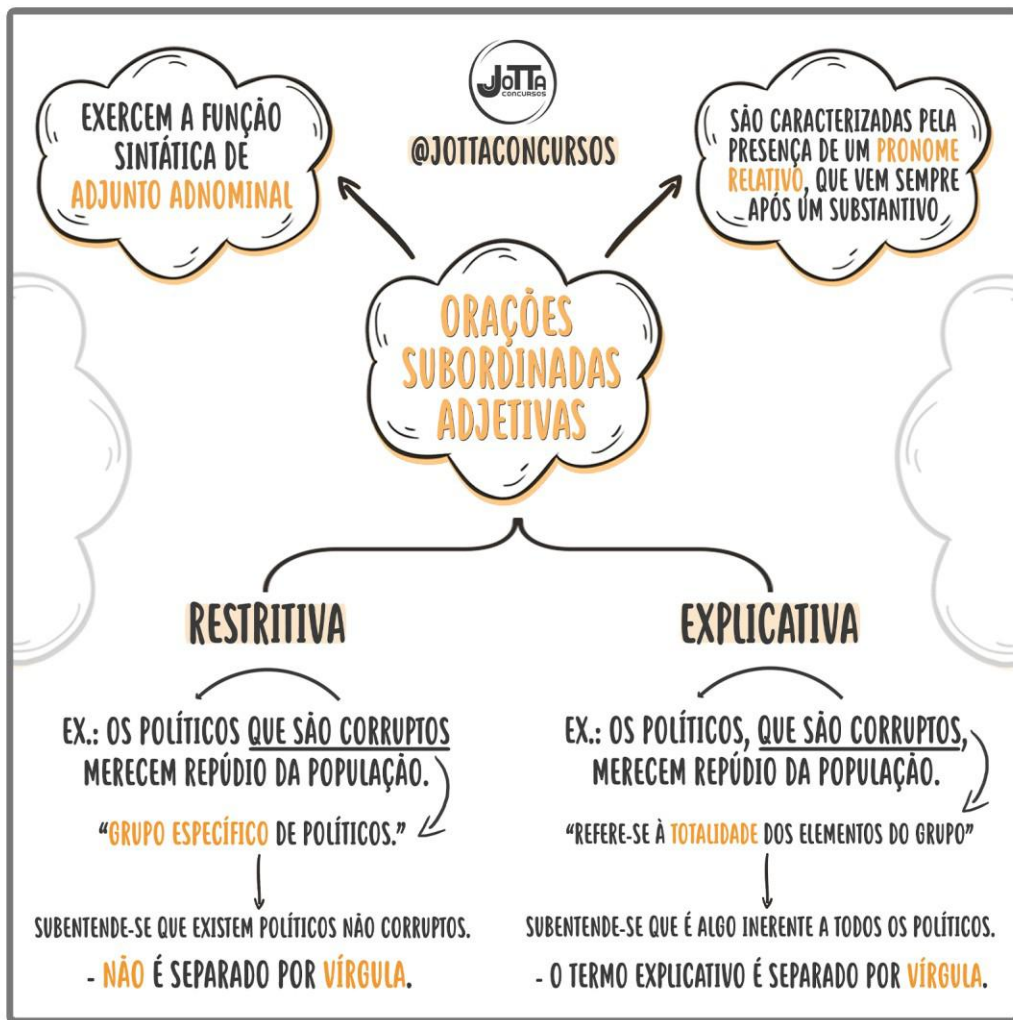 EXERCEM A FUNÇÃO
SINTÁTICA DE
ADJUNTO ADNOMINAL
JOTTA
CONCURSOS
@JOTTACONCURSOS
SÃO CARACTERIZADAS PELA
PRESENÇA DE UM PRONOME
RELATIVO, QUE VEM SEMPRE
APÓS UM SUBSTANTIVO
ORAÇÕES
SUBORDINADAS
ADJETIVAS
RESTRITIVA
EX.: OS POLÍTICOS QUE SÃO CORRUPTOS
MERECEM REPÚDIO DA POPULAÇÃO.
“GRUPO ESPECÍFICO DE POLÍTICOS.”
SUBENTENDE-SE QUE EXISTEM POLÍTICOS NÃO CORRUPTOS.
- NÃO É SEPARADO POR VÍRGULA.
EXPLICATIVA
EX.: OS POLÍTICOS, QUE SÃO CORRUPTOS,
MERECEM REPÚDIO DA POPULAÇÃO.
“REFERE-SE À TOTALIDADE DOS ELEMENTOS DO GRUPO”
SUBENTENDE-SE QUE É ALGO INERENTE A TODOS OS POLÍTICOS.
- O TERMO EXPLICATIVO É SEPARADO POR VÍRGULA.